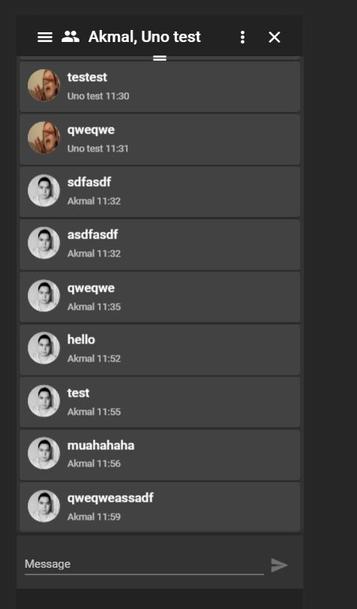 Akmal, Uno test
testest
Uno test 11:30
qweqwe
Uno test 11:31
sdfasdf
Akmal 11:32
asdfasdf
Akmal 11:32
qweqwe
Akmal 11:35
hello
Akmal 11:52
test
Akmal 11:55
muahahaha
Akmal 11:56
qweqweassadf
Akmal 11:59
Message